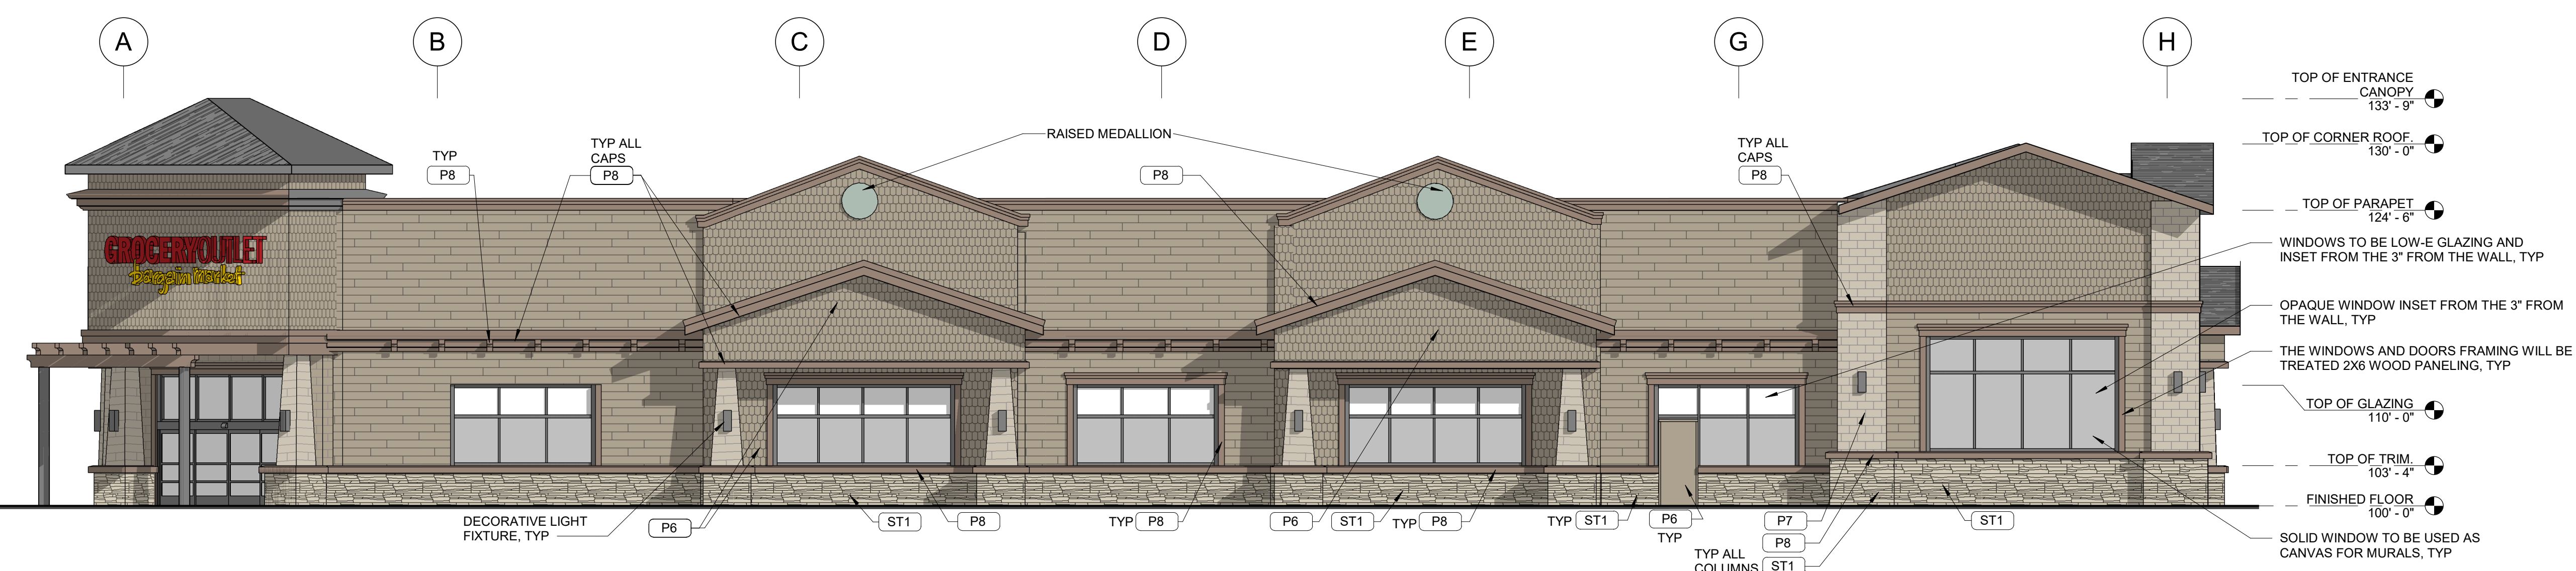 A
B
C
D
E
G
H
TOP OF ENTRANCE
CANOPY
133' - 9"
TOP OF CORNER ROOF.
130' - 0"
TOP OF PARAPET
124' - 6"
WINDOWS TO BE LOW-E GLAZING AND
INSET FROM THE 3" FROM THE WALL, TYP
OPAQUE WINDOW INSET FROM THE 3" FROM
THE WALL, TYP
THE WINDOWS AND DOORS FRAMING WILL BE
TREATED 2X6 WOOD PANELING, TYP
TOP OF GLAZING
110' - 0"
TOP OF TRIM.
103' - 4"
FINISHED FLOOR
100' - 0"
SOLID WINDOW TO BE USED AS
CANVAS FOR MURALS, TYP
TYP
P8
TYP ALL
CAPS
P8
RAISED MEDALLION
P8
TYP ALL
CAPS
P8
GROCERYOUTLET
bargain market
DECORATIVE LIGHT
FIXTURE, TYP
P6
ST1
P8
TYP P8
P6
ST1
TYP P8
TYP ST1
P6
TYP
P7
P8
TYP ALL
COLUMNS ST1
ST1